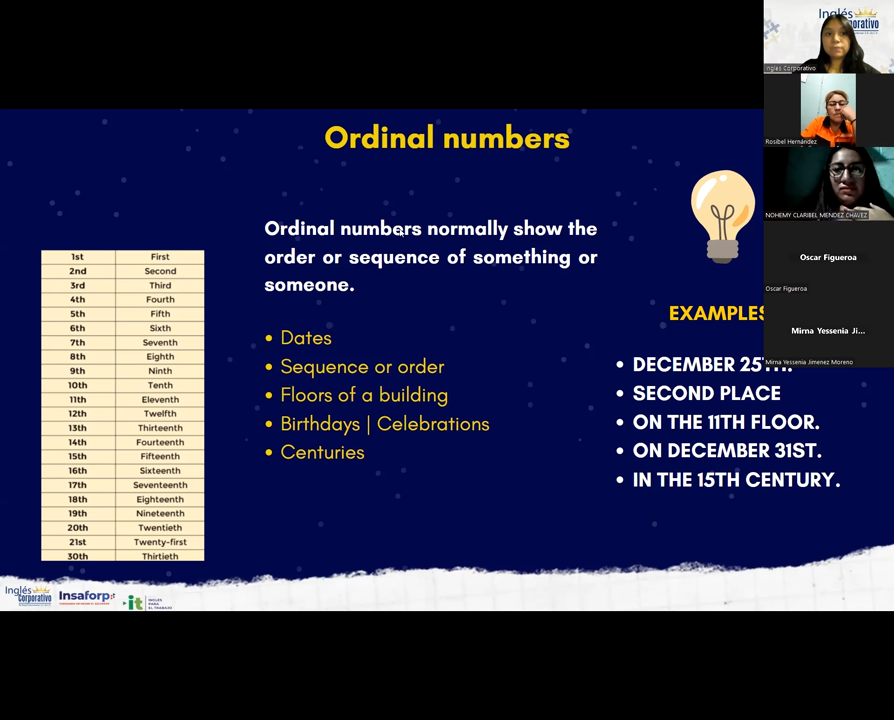 Ordinal numbers
Ordinal numbers normally show the
order or sequence of something or
someone.
• Dates
• Sequence or order
• Floors of a building
• Birthdays | Celebrations
• Centuries
1st First
2nd Second
3rd Third
4th Fourth
5th Fifth
6th Sixth
7th Seventh
8th Eighth
9th Ninth
10th Tenth
11th Eleventh
12th Twelfth
13th Thirteenth
14th Fourteenth
15th Fifteenth
16th Sixteenth
17th Seventeenth
18th Eighteenth
19th Nineteenth
20th Twentieth
21st Twenty-first
30th Thirtieth
EXAMPLES
• DECEMBER 25TH.
• SECOND PLACE
• ON THE 11TH FLOOR.
• ON DECEMBER 31ST.
• IN THE 15TH CENTURY.
Inglés
Corporativo
Insaforp
it
INGLÉS
PARA
EL TRABAJO
Inglés
Inglés Corporativo
Rosibel Hernández
NOHEMY CLARIBEL MENDEZ CHAVEZ
Oscar Figueroa
Oscar Figueroa
Mirna Yessenia Ji...
Mirna Yessenia Jimenez Moreno